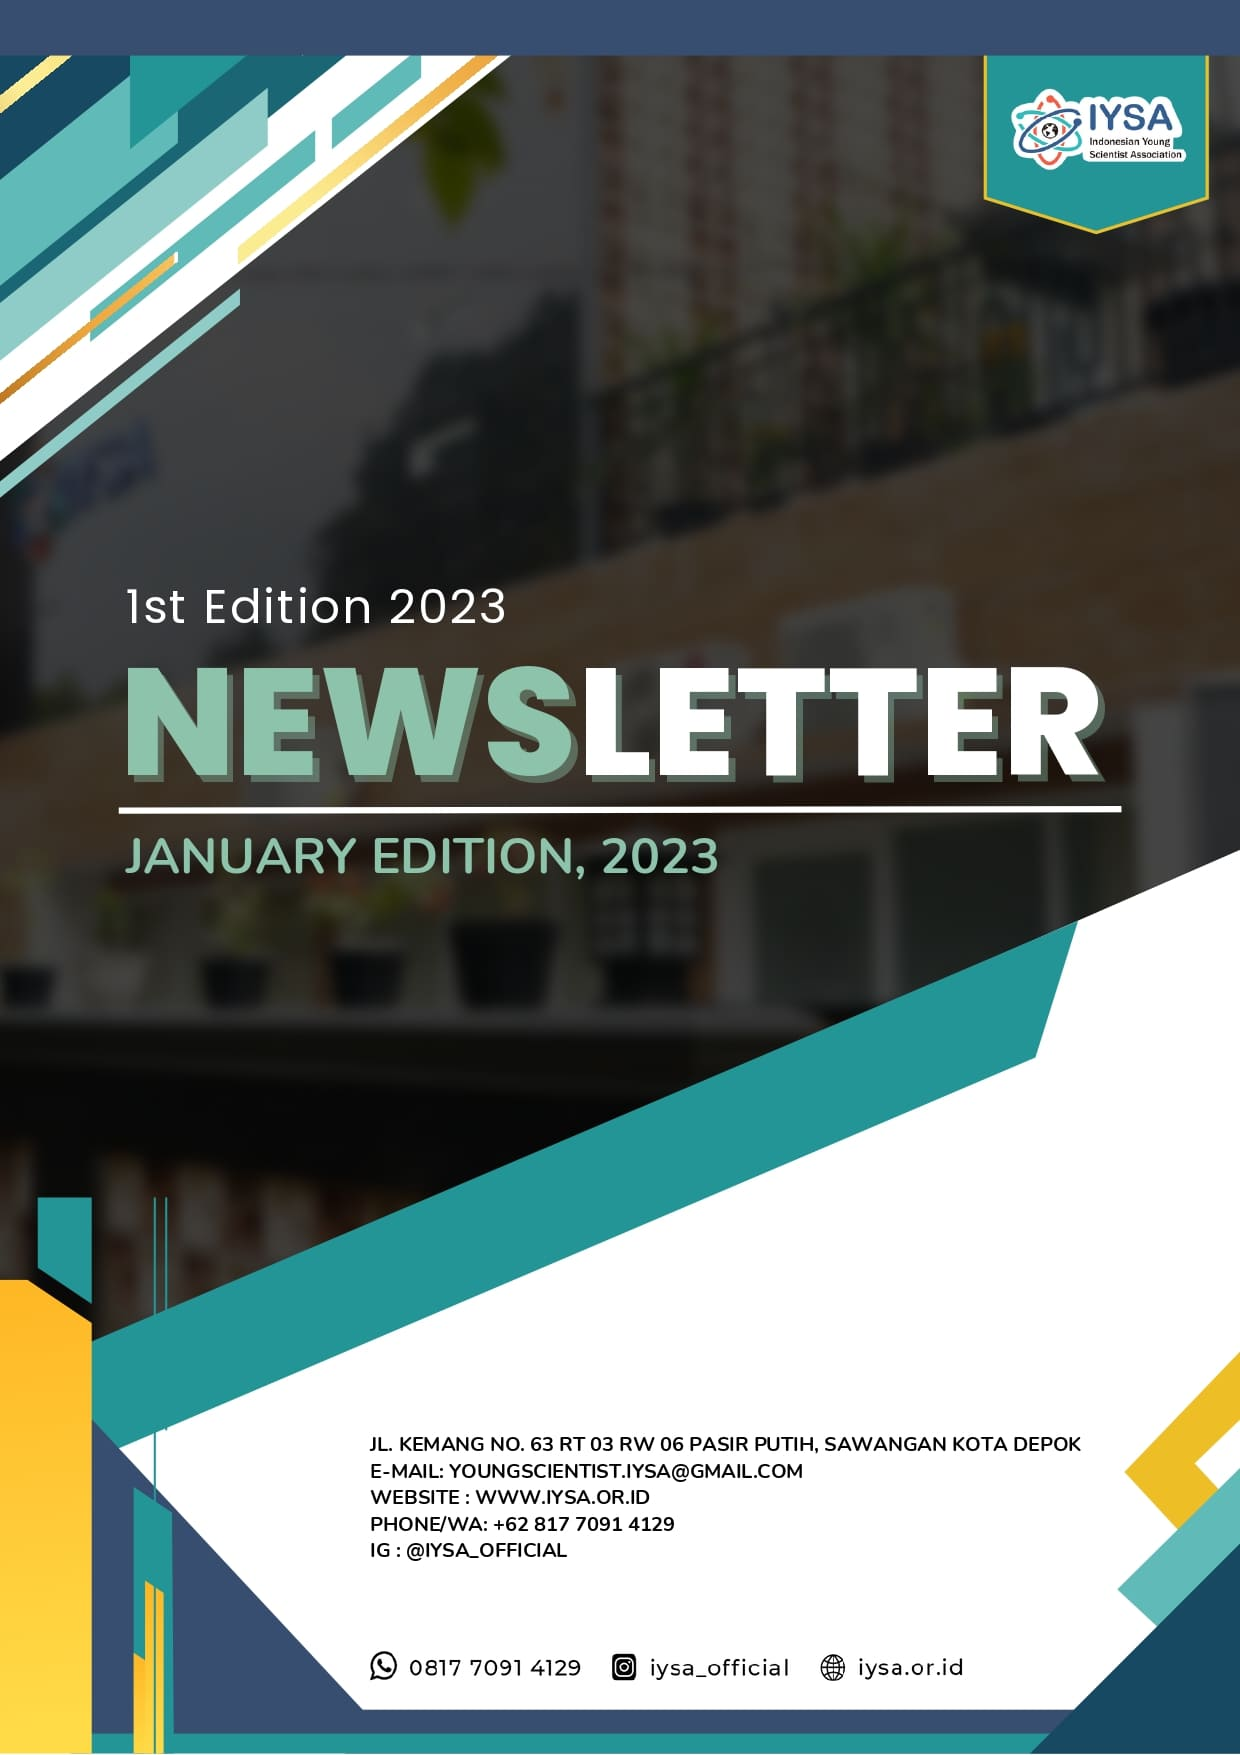 IYSA
Indonesian Young
Scientist Association
1st Edition 2023
NEWSLETTER
JANUARY EDITION, 2023
JL. KEMANG NO. 63 RT 03 RW 06 PASIR PUTIH, SAWANGAN KOTA DEPOK
E-MAIL: YOUNGSCIENTIST.IYSA@GMAIL.COM
WEBSITE : WWW.IYSA.OR.ID
PHONE/WA: +62 817 7091 4129
IG : @IYSA_OFFICIAL
0817 7091 4129 iysa_official iysa.or.id